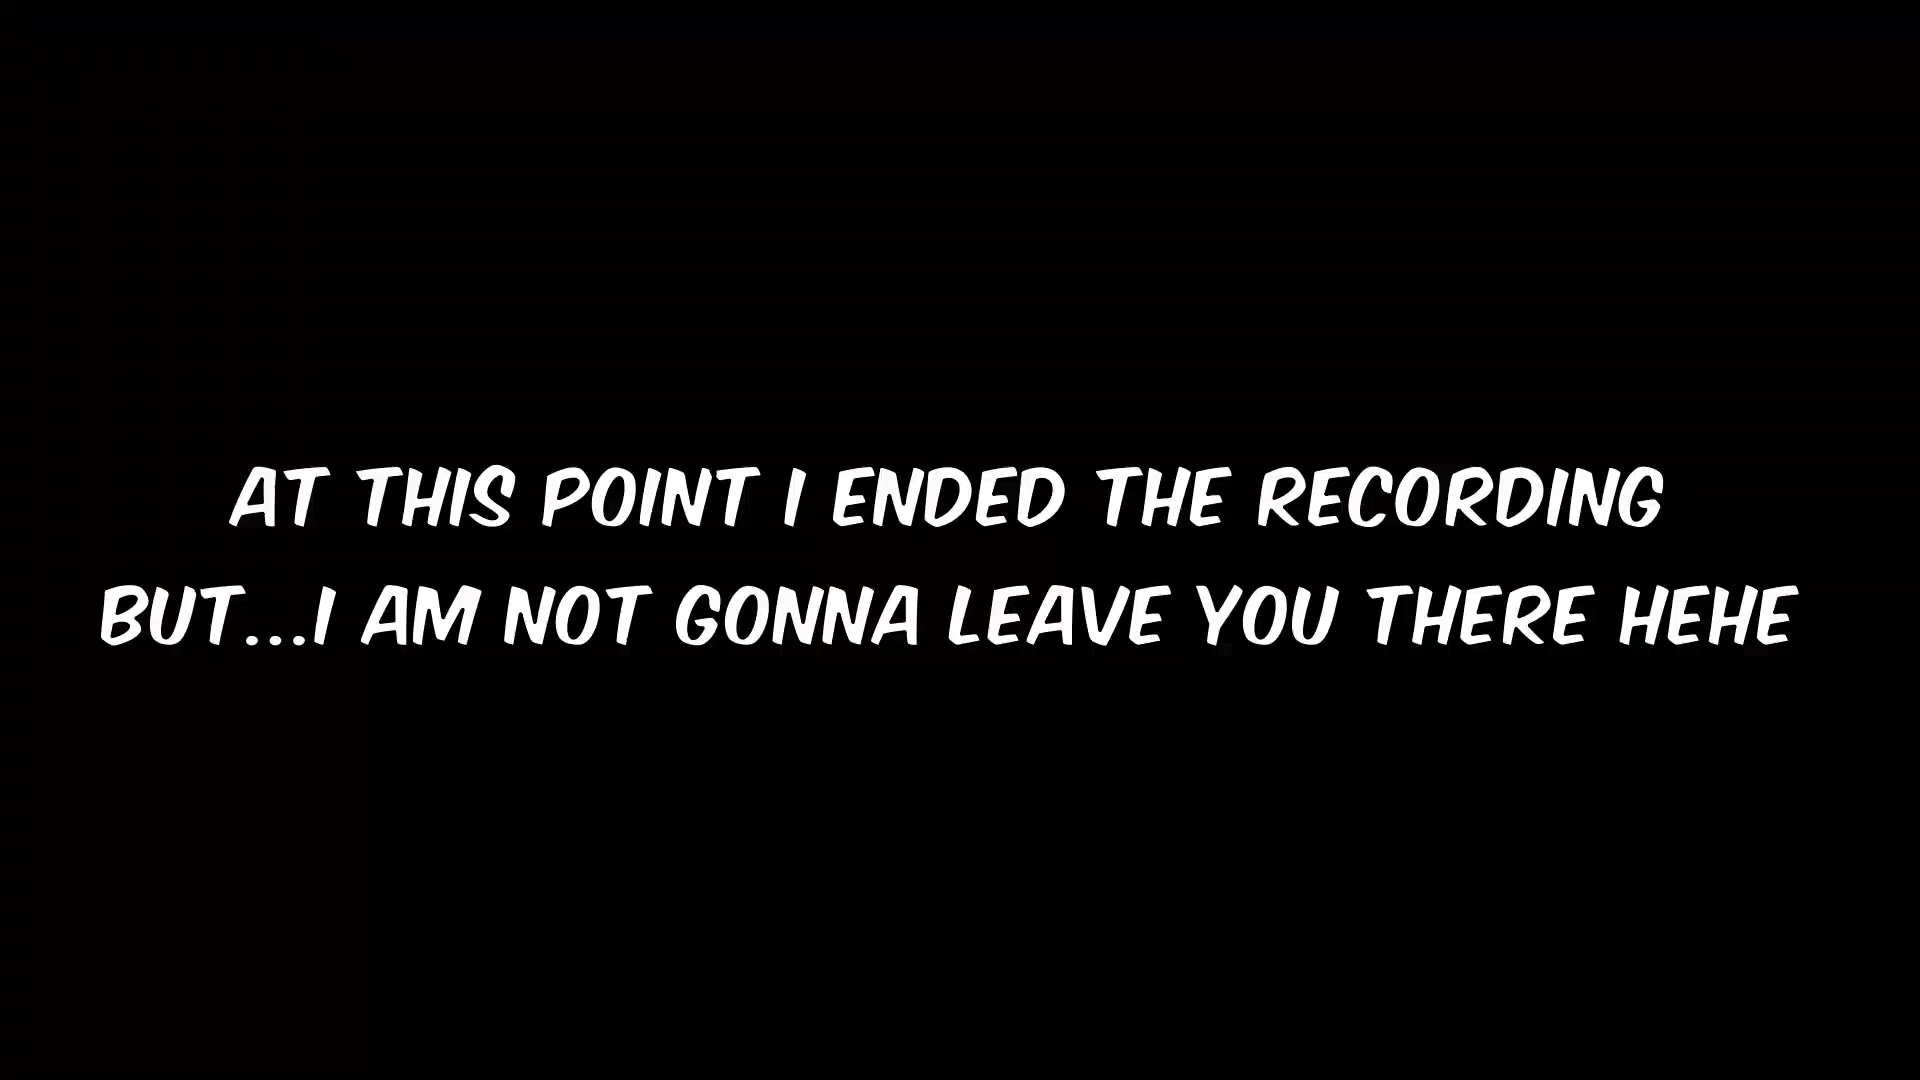 AT THIS POINT I ENDED THE RECORDING
BUT...I AM NOT GONNA LEAVE YOU THERE HEHE